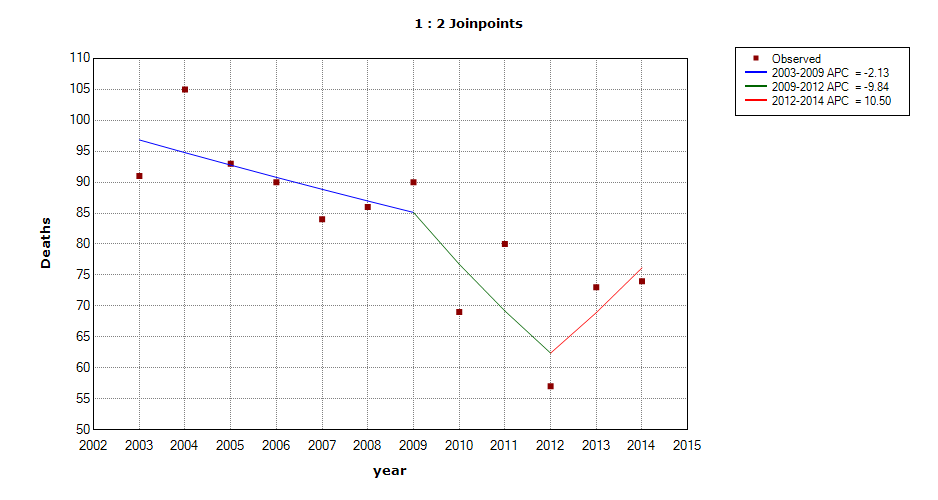 1 : 2 Joinpoints
Observed
2003-2009 APC = -2.13
2009-2012 APC = -9.84
2012-2014 APC = 10.50
Deaths
110
105
100
95
90
85
80
75
70
65
60
55
50
2002 2003 2004 2005 2006 2007 2008 2009 2010 2011 2012 2013 2014 2015
year